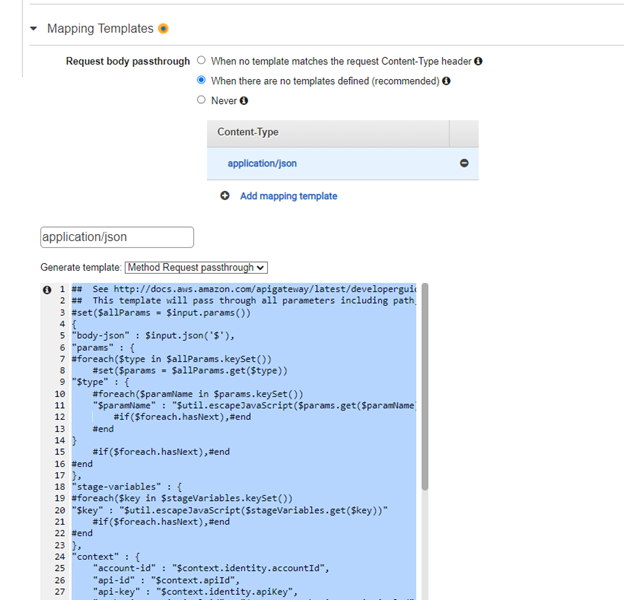 Mapping Templates
Request body passthrough
When no template matches the request Content-Type header
When there are no templates defined (recommended)
Never
Content-Type
application/json
Add mapping template
application/json
Generate template: Method Request passthrough
1 ## See http://docs.aws.amazon.com/apigateway/latest/developergui
2 ## This template will pass through all parameters including path
3 #set($allParams = $input.params())
4 {
5 "body-json" : $input.json('$'),
6 "params" : {
7 #foreach($type in $allParams.keySet())
8 #set($params = $allParams.get($type))
9 "$type" : {
10 #foreach($paramName in $params.keySet())
11 "$paramName" : "$util.escapeJavaScript($params.get($paramName
12 #if($foreach.hasNext),#end
13 #end
14 }
15 #if($foreach.hasNext),#end
16 #end
17 },
18 "stage-variables" : {
19 #foreach($key in $stageVariables.keySet())
20 "$key" : "$util.escapeJavaScript($stageVariables.get($key))"
21 #if($foreach.hasNext),#end
22 #end
23 },
24 "context" : {
25 "account-id" : "$context.identity.accountId",
26 "api-id" : "$context.apiId",
27 "api-key" : "$context.identity.apiKey",